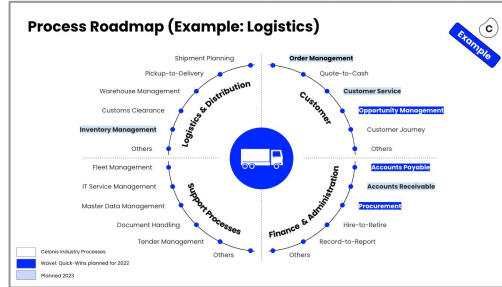 Process Roadmap (Example: Logistics)
C
Example
Shipment Planning
Pickup-to-Delivery
Warehouse Management
Customs Clearance
Inventory Management
Others
Logistics & Distribution
Order Management
Quote-to-Cash
Customer Service
Opportunity Management
Customer Journey
Others
Customer
Fleet Management
IT Service Management
Master Data Management
Document Handling
Tender Management
Others
Support Processes
Accounts Payable
Accounts Receivable
Procurement
Hire-to-Retire
Record-to-Report
Others
Finance & Administration
Celonis Industry Processes
Wave1: Quick-Wins planned for 2022
Planned 2023